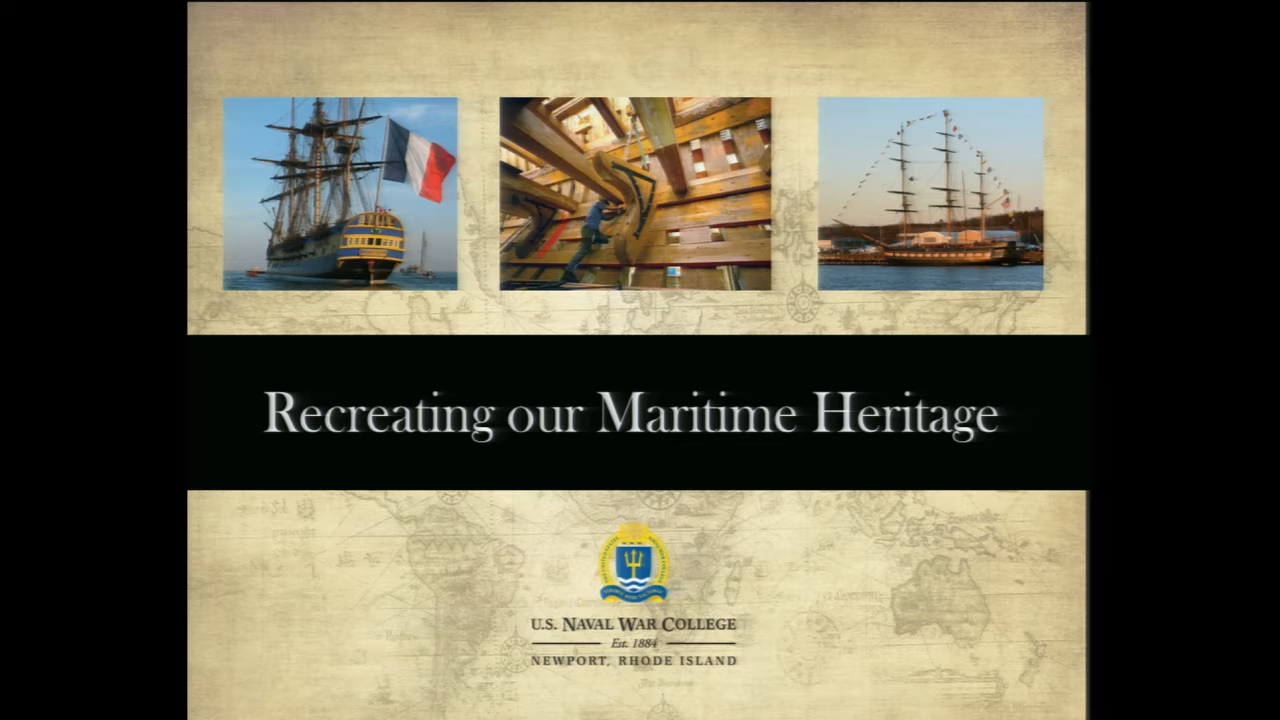 Recreating our Maritime Heritage
U.S. NAVAL WAR COLLEGE
Est. 1884
NEWPORT, RHODE ISLAND